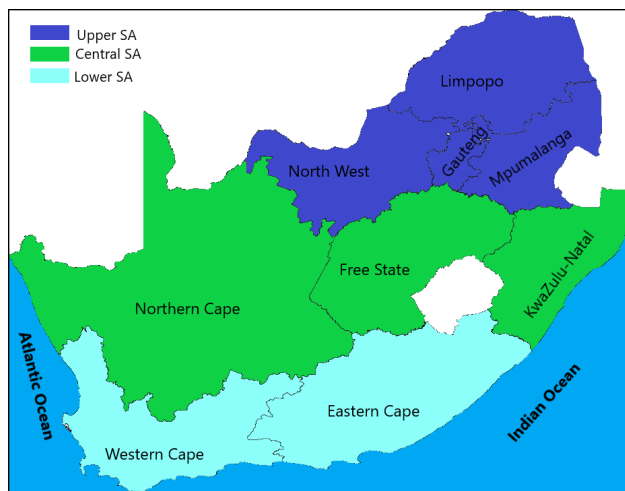 Upper SA
Central SA
Lower SA
Limpopo
Gauteng
Mpumalanga
North West
Free State
KwaZulu-Natal
Northern Cape
Atlantic Ocean
Eastern Cape
Indian Ocean
Western Cape